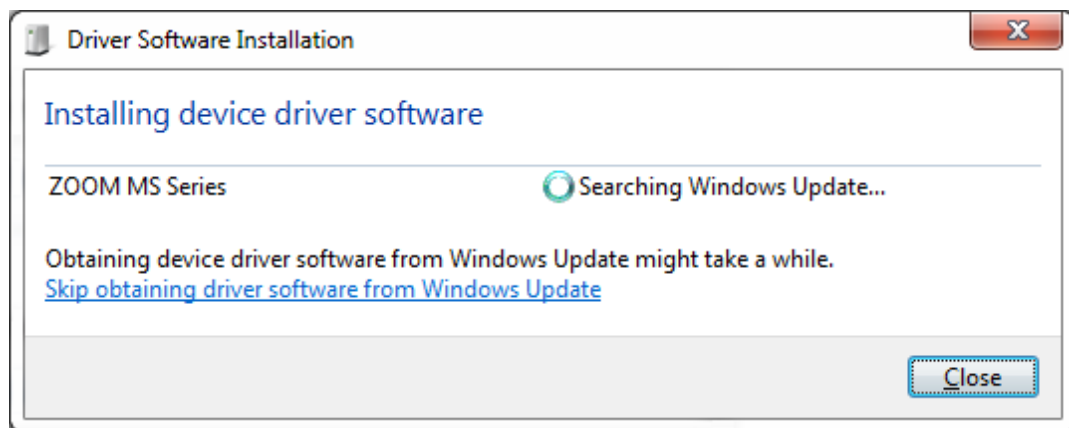 Driver Software Installation
Installing device driver software
ZOOM MS Series
Searching Windows Update...
Obtaining device driver software from Windows Update might take a while.
Skip obtaining driver software from Windows Update
Close